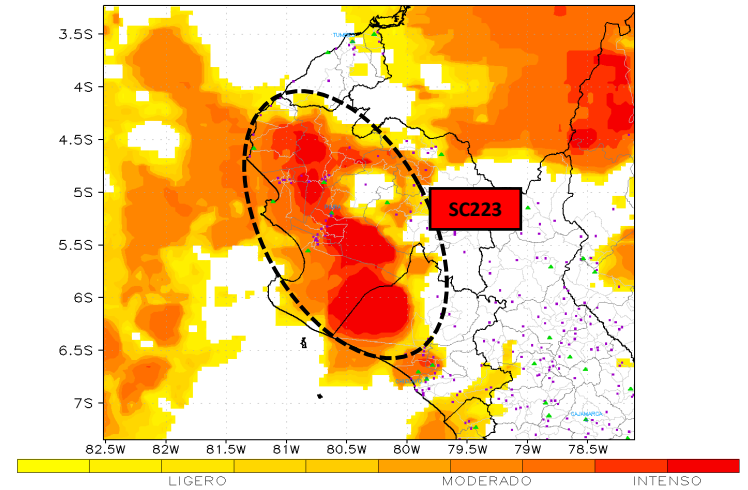 3.5S
4S
4.5S
5S
5.5S
6S
6.5S
7S
SC223
CAJAMARCA
82.5W 82W 81.5W 81W 80.5W 80W 79.5W 79W 78.5W
LIGERO MODERADO INTENSO